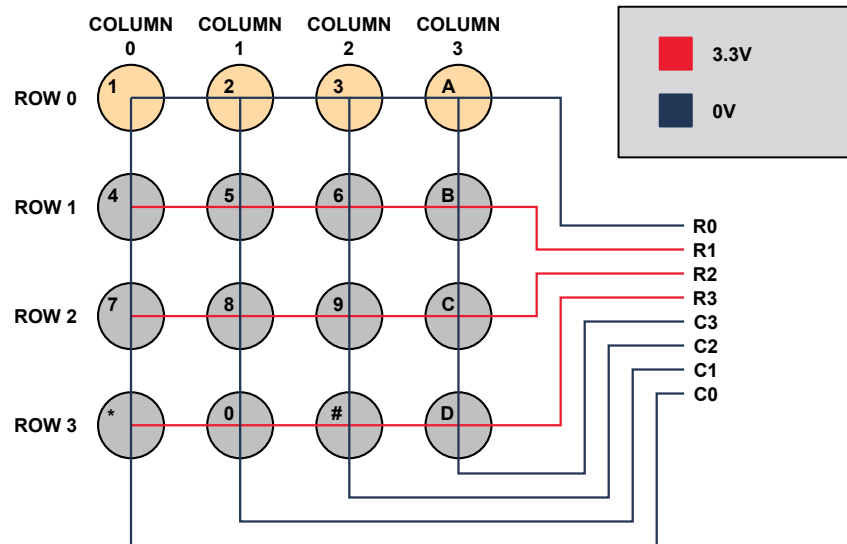 COLUMN COLUMN COLUMN COLUMN
0 1 2 3
3.3V
0V
ROW 0 1 2 3 A
ROW 1 4 5 6 B
ROW 2 7 8 9 C
ROW 3 * 0 # D
R0
R1
R2
R3
C3
C2
C1
C0